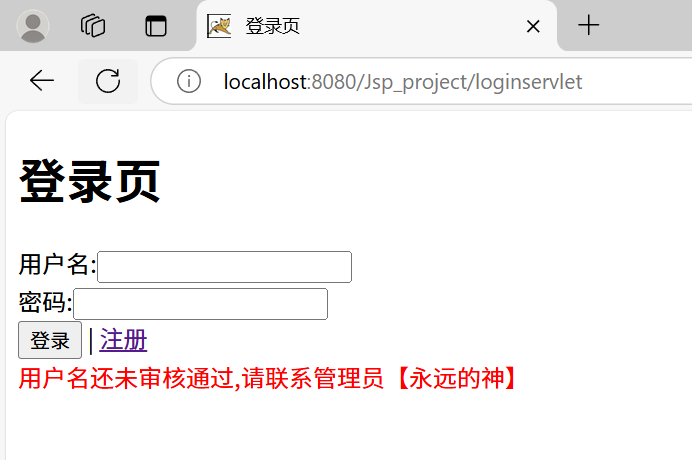 登录页
localhost:8080/Jsp_project/loginservlet
登录页
用户名:
密码:
登录 | 注册
用户名还未审核通过,请联系管理员【永远的神】